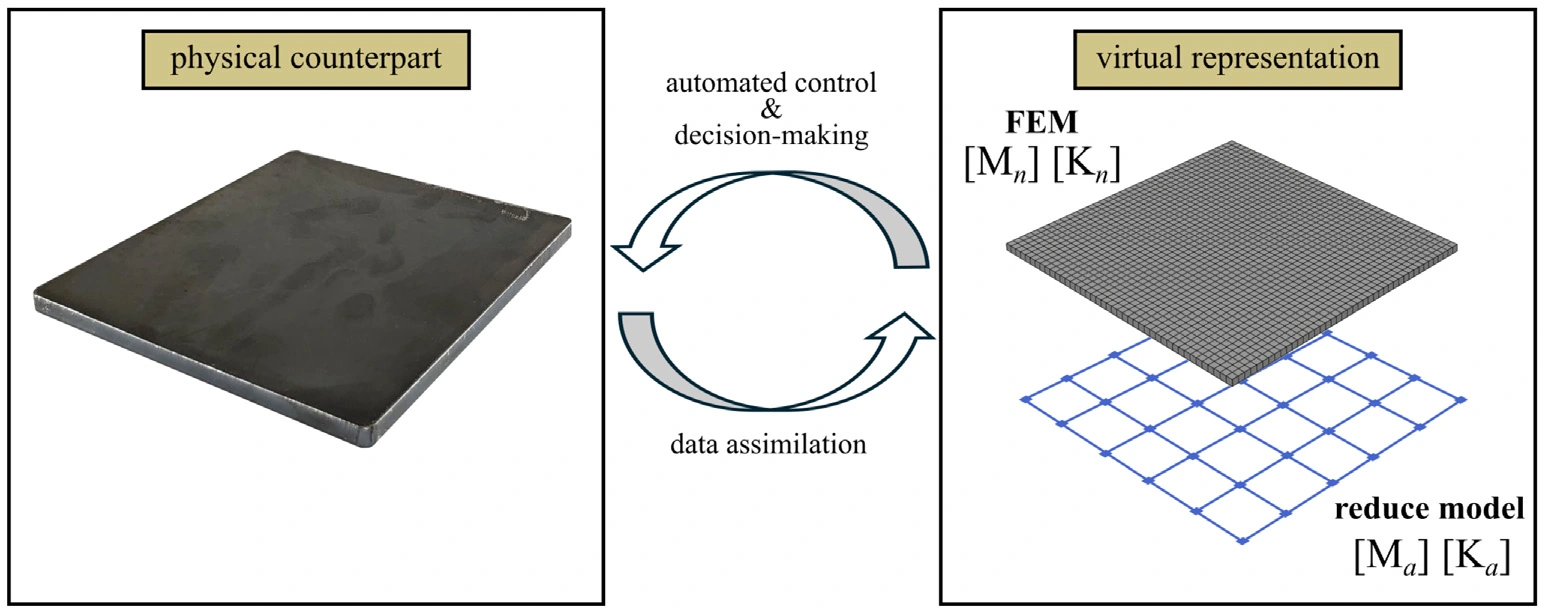 physical counterpart
automated control
&
decision-making
data assimilation
virtual representation
FEM
[Mn] [Kn]
reduce model
[Ma] [Ka]